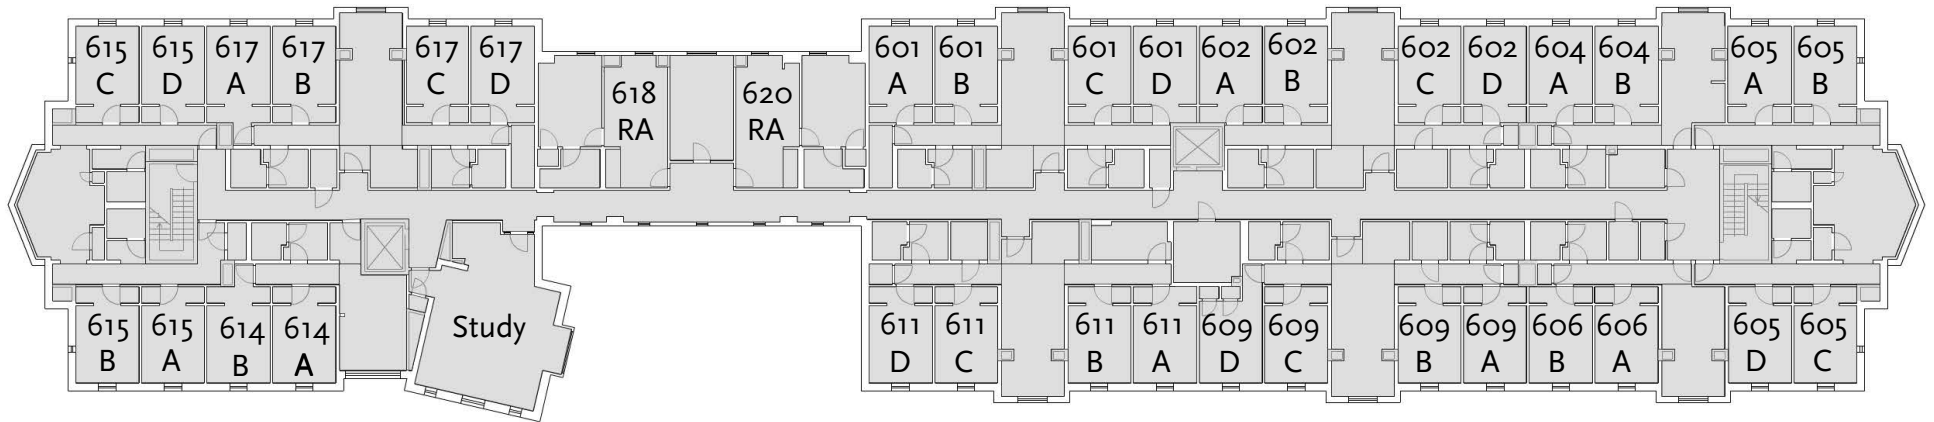 615 615 617 617 617 617 601 601 601 601 602 602 602 602 604 604 605 605
C D A B C D A B C D A B C D A B A B
618 620
RA RA
615 615 614 614 Study 611 611 611 611 609 609 609 609 606 606 605 605
B A B A D C B A D C B A B A D C